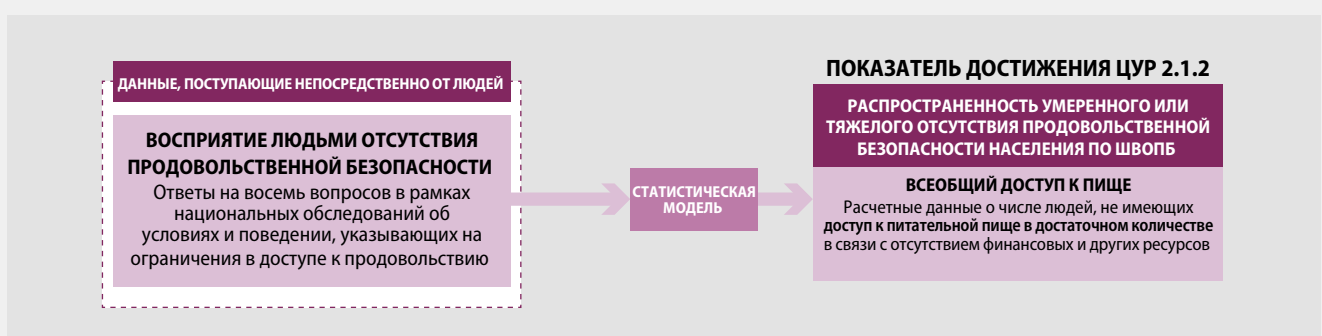 ДАННЫЕ, ПОСТУПАЮЩИЕ НЕПОСРЕДСТВЕННО ОТ ЛЮДЕЙ
ВОСПРИЯТИЕ ЛЮДЬМИ ОТСУТСТВИЯ
ПРОДОВОЛЬСТВЕННОЙ БЕЗОПАСНОСТИ
Ответы на восемь вопросов в рамках
национальных обследований об
условиях и поведении, указывающих на
ограничения в доступе к продовольствию
СТАТИСТИЧЕСКАЯ
МОДЕЛЬ
ПОКАЗАТЕЛЬ ДОСТИЖЕНИЯ ЦУР 2.1.2
РАСПРОСТРАНЕННОСТЬ УМЕРЕННОГО ИЛИ
ТЯЖЕЛОГО ОТСУТСТВИЯ ПРОДОВОЛЬСТВЕННОЙ
БЕЗОПАСНОСТИ НАСЕЛЕНИЯ ПО ШВОПБ
ВСЕОБЩИЙ ДОСТУП К ПИЩЕ
Расчетные данные о числе людей, не имеющих
доступ к питательной пище в достаточном количестве
в связи с отсутствием финансовых и других ресурсов